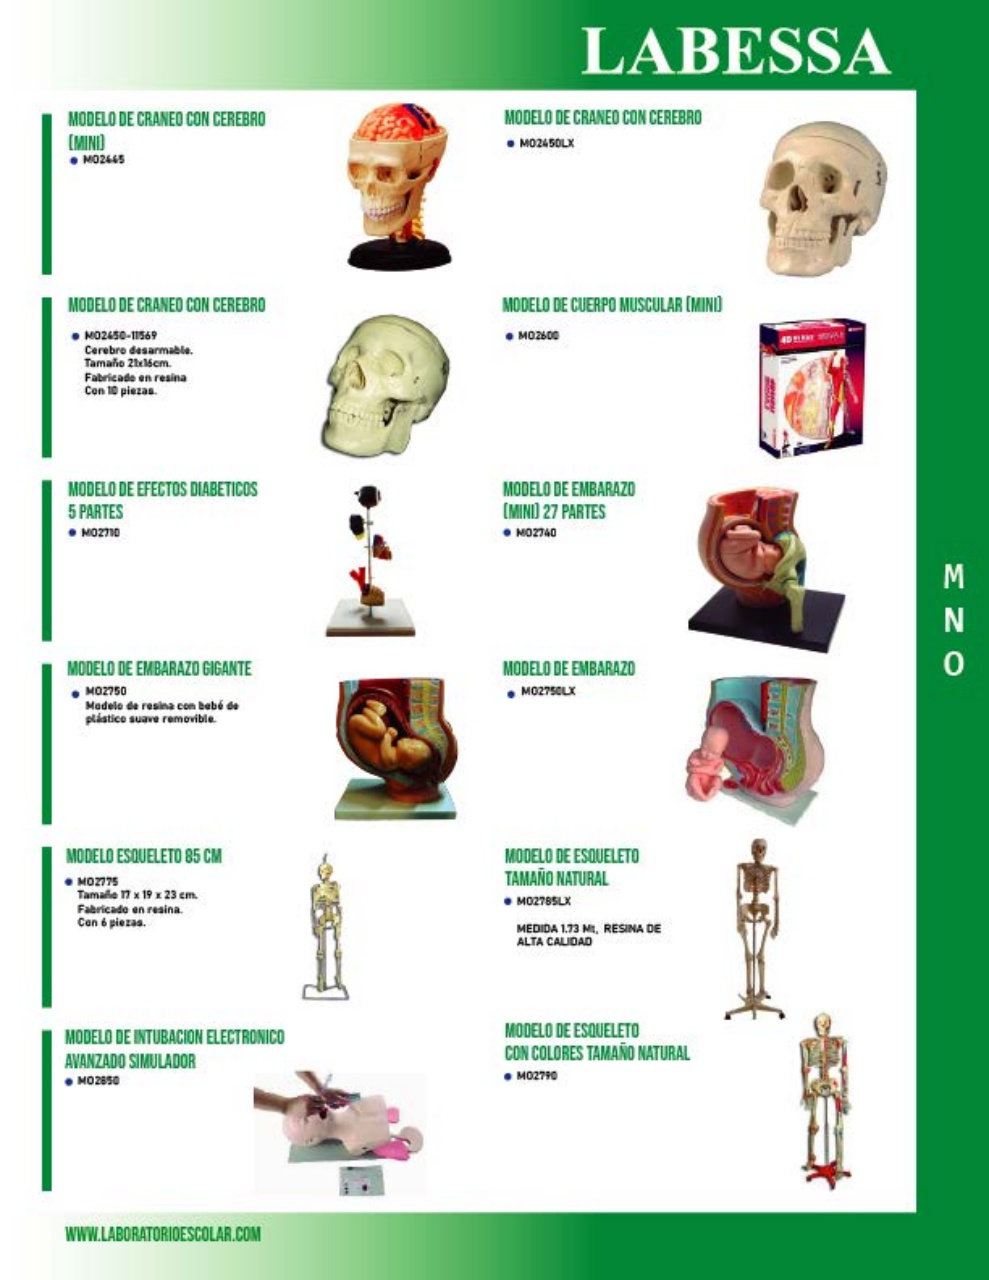 LABESSA
MODELO DE CRANEO CON CEREBRO
(MINI)
MO2445
MODELO DE CRANEO CON CEREBRO
MO2450LX
MODELO DE CRANEO CON CEREBRO
MO2450-11569
Cerebro desarmable.
Tamaño 21x16cm.
Fabricado en resina
Con 10 piezas.
MODELO DE CUERPO MUSCULAR (MINI)
MO2600
MODELO DE EFECTOS DIABETICOS
5 PARTES
MO2710
MODELO DE EMBARAZO
(MINI) 27 PARTES
MO2740
MODELO DE EMBARAZO GIGANTE
MO2750
Modelo de resina con bebé de
plástico suave removible.
MODELO DE EMBARAZO
MO2750LX
MODELO ESQUELETO 85 CM
MO2775
Tamaño 17 x 19 x 23 cm.
Fabricado en resina.
Con 6 piezas.
MODELO DE ESQUELETO
TAMAÑO NATURAL
MO2785LX
MEDIDA 1.73 Mt, RESINA DE
ALTA CALIDAD
MODELO DE INTUBACION ELECTRONICO
AVANZADO SIMULADOR
MO2850
MODELO DE ESQUELETO
CON COLORES TAMAÑO NATURAL
MO2790
M
N
O
WWW.LABORATORIOESCOLAR.COM